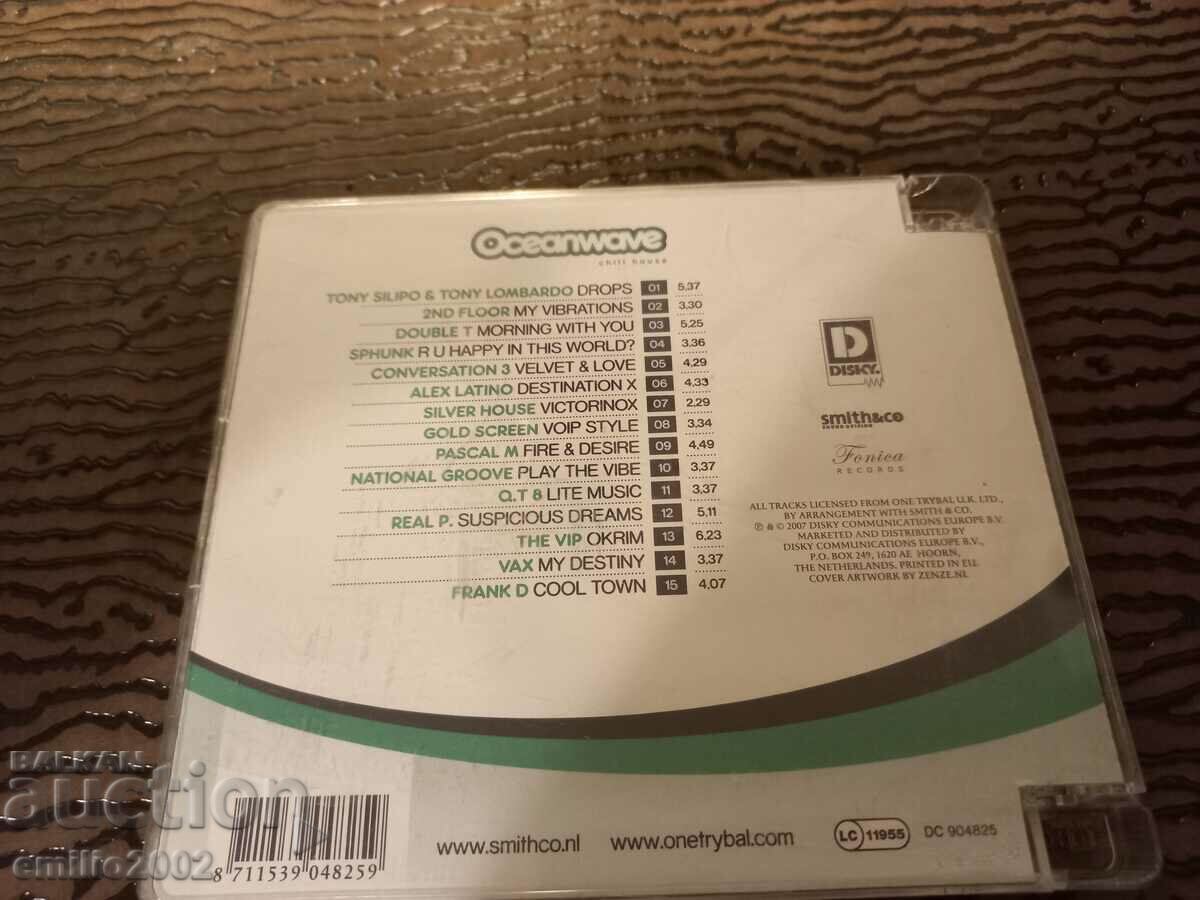 Oceanwave
chill house
TONY SILIPO & TONY LOMBARDO DROPS 01 5,37
2ND FLOOR MY VIBRATIONS 02 3,30
DOUBLE T MORNING WITH YOU 03 5,25
SPHUNK R U HAPPY IN THIS WORLD? 04 3,36
CONVERSATION 3 VELVET & LOVE 05 4,29
ALEX LATINO DESTINATION X 06 4,33
SILVER HOUSE VICTORINOX 07 2,29
GOLD SCREEN VOIP STYLE 08 3,34
PASCAL M FIRE & DESIRE 09 4,49
NATIONAL GROOVE PLAY THE VIBE 10 3,37
Q.T 8 LITE MUSIC 11 3,37
REAL P. SUSPICIOUS DREAMS 12 5,11
THE VIP OKRIM 13 6,23
VAX MY DESTINY 14 3,37
FRANK D COOL TOWN 15 4,07
D
DISKY
smith&co
SOUND & VISION
Fonica
RECORDS
ALL TRACKS LICENSED FROM ONE TRYBAL U.K. LTD.,
BY ARRANGEMENT WITH SMITH & CO.
℗ & © 2007 DISKY COMMUNICATIONS EUROPE B.V.
MARKETED AND DISTRIBUTED BY
DISKY COMMUNICATIONS EUROPE B.V.,
P.O. BOX 249, 1620 AE HOORN,
THE NETHERLANDS. PRINTED IN E.U.
COVER ARTWORK BY ZENZE.NL
BALKAN
auction
emilfo2002
8 711539 048259
www.smithco.nl
www.onetrybal.com
LC 11955
DC 904825